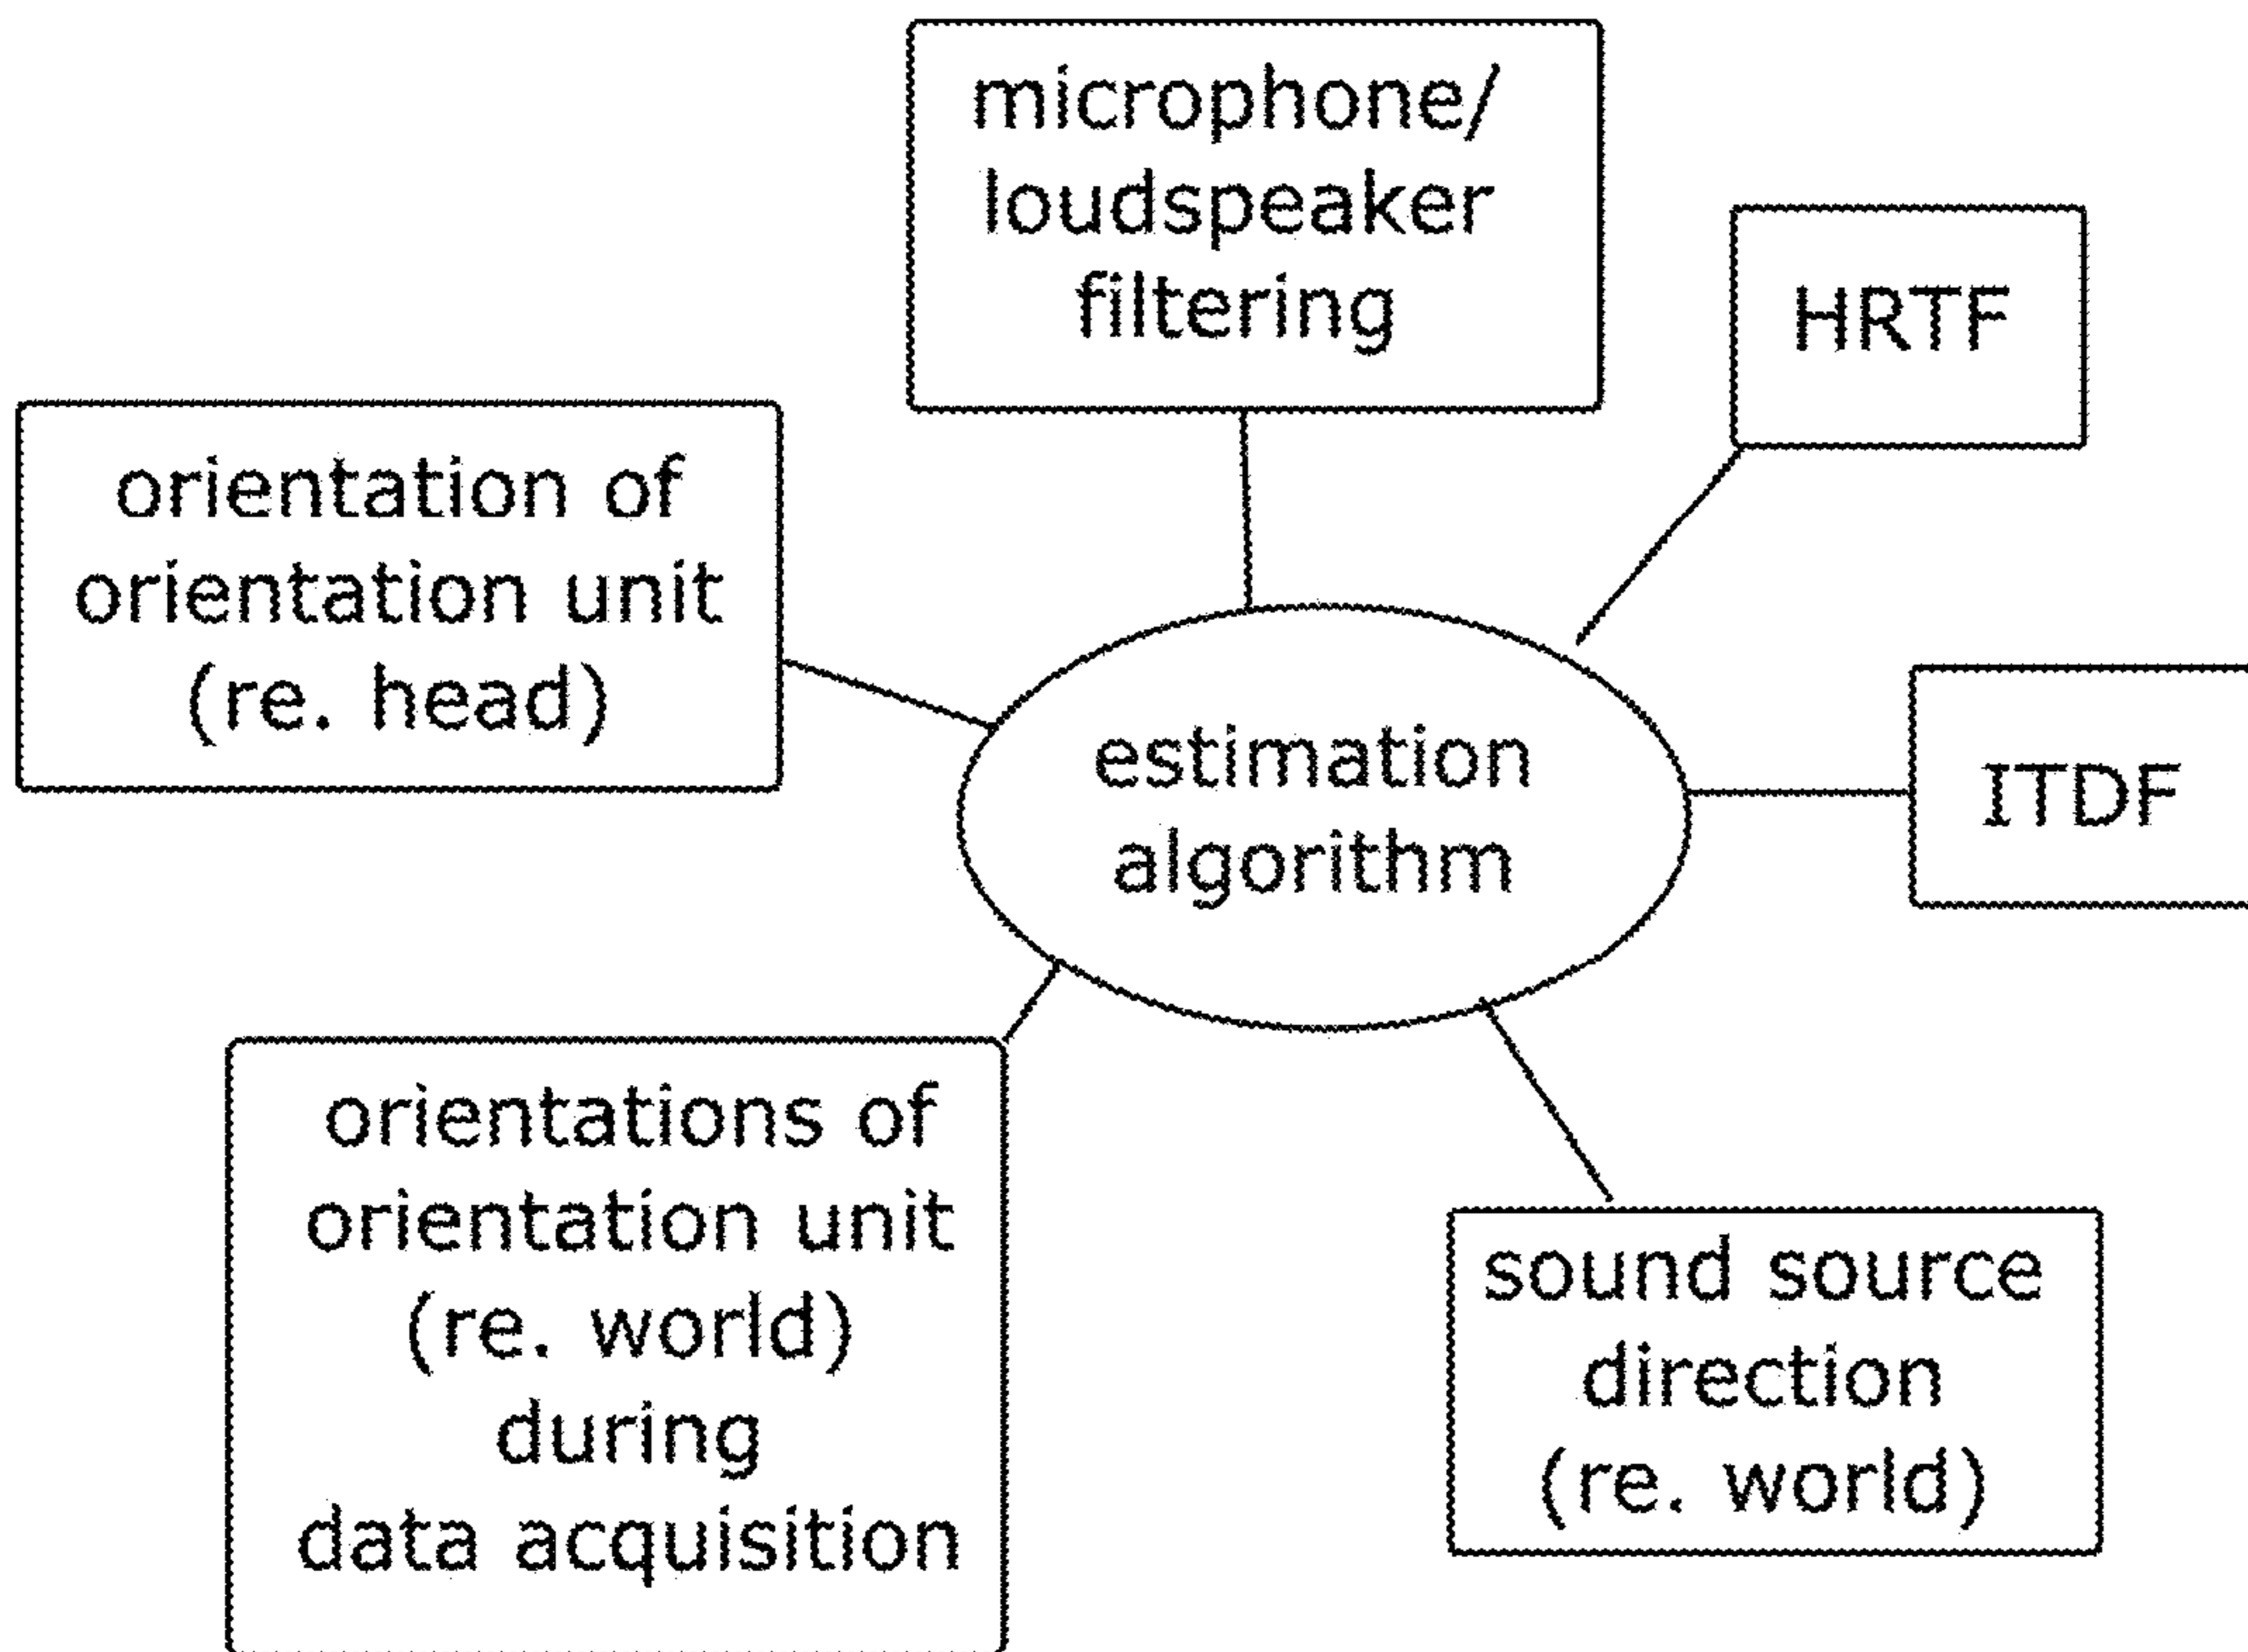 microphone/
loudspeaker
filtering
HRTF
orientation of
orientation unit
(re. head)
estimation
algorithm
ITDF
orientations of
orientation unit
(re. world)
during
data acquisition
sound source
direction
(re. world)